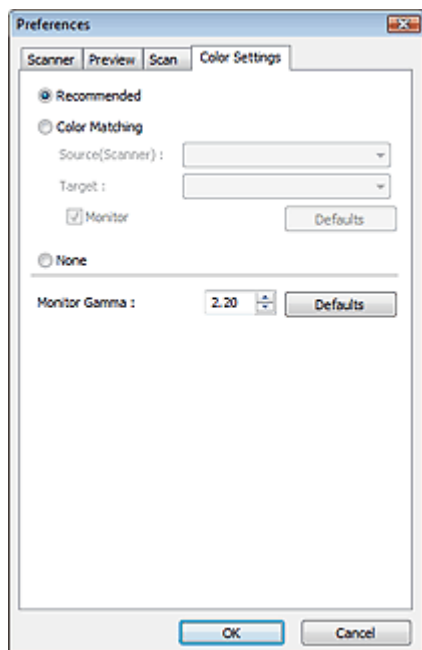 Preferences
Scanner Preview Scan Color Settings
Recommended
Color Matching
Source(Scanner) :
Target :
Monitor Defaults
None
Monitor Gamma : 2.20 Defaults
OK Cancel